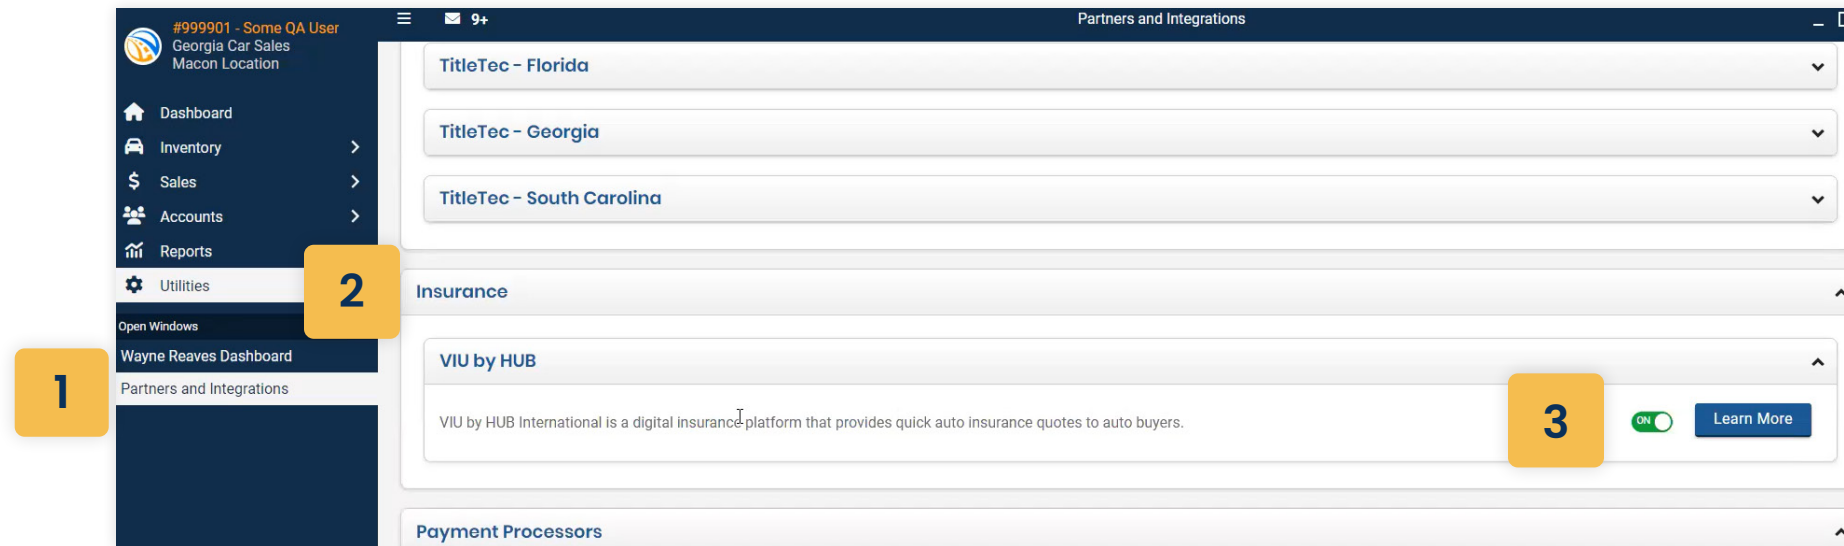 #999901 - Some QA User
Georgia Car Sales
Macon Location
9+
Partners and Integrations
Dashboard
Inventory
Sales
Accounts
Reports
Utilities
Open Windows
Wayne Reaves Dashboard
Partners and Integrations
1
2
TitleTec - Florida
TitleTec - Georgia
TitleTec - South Carolina
Insurance
VIU by HUB
VIU by HUB International is a digital insurance platform that provides quick auto insurance quotes to auto buyers.
3
ON
Learn More
Payment Processors